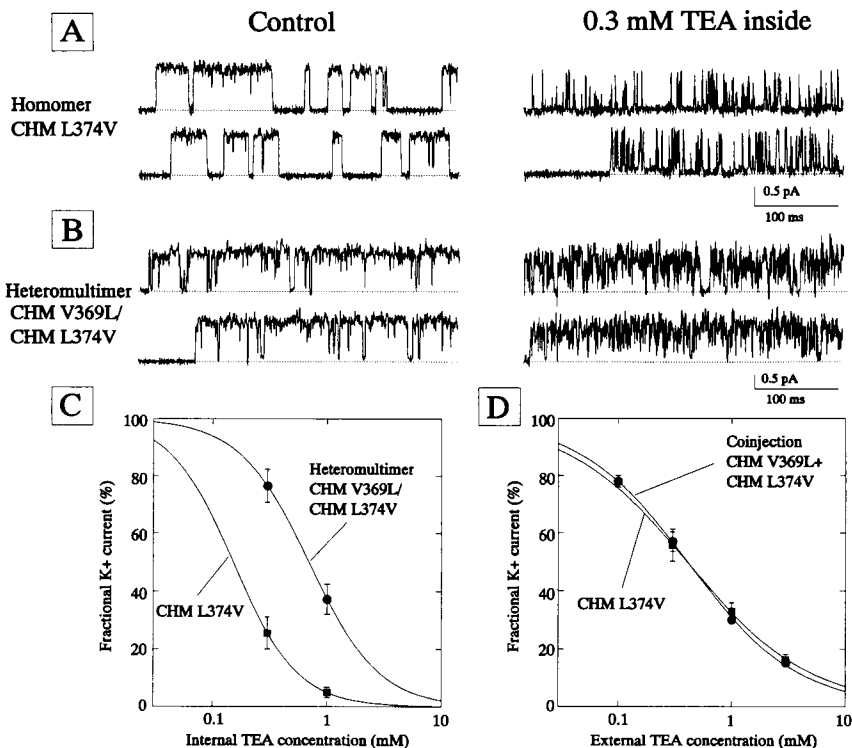 A
Control
0.3 mM TEA inside
Homomer
CHM L374V
0.5 pA
100 ms
B
Heteromultimer
CHM V369L/
CHM L374V
0.5 pA
100 ms
C
100
80
60
40
20
0
Fractional K+ current (%)
Heteromultimer
CHM V369L/
CHM L374V
CHM L374V
0.1
1
10
Internal TEA concentration (mM)
D
100
80
60
40
20
0
Fractional K+ current (%)
Coinjection
CHM V369L+
CHM L374V
CHM L374V
0.1
1
10
External TEA concentration (mM)